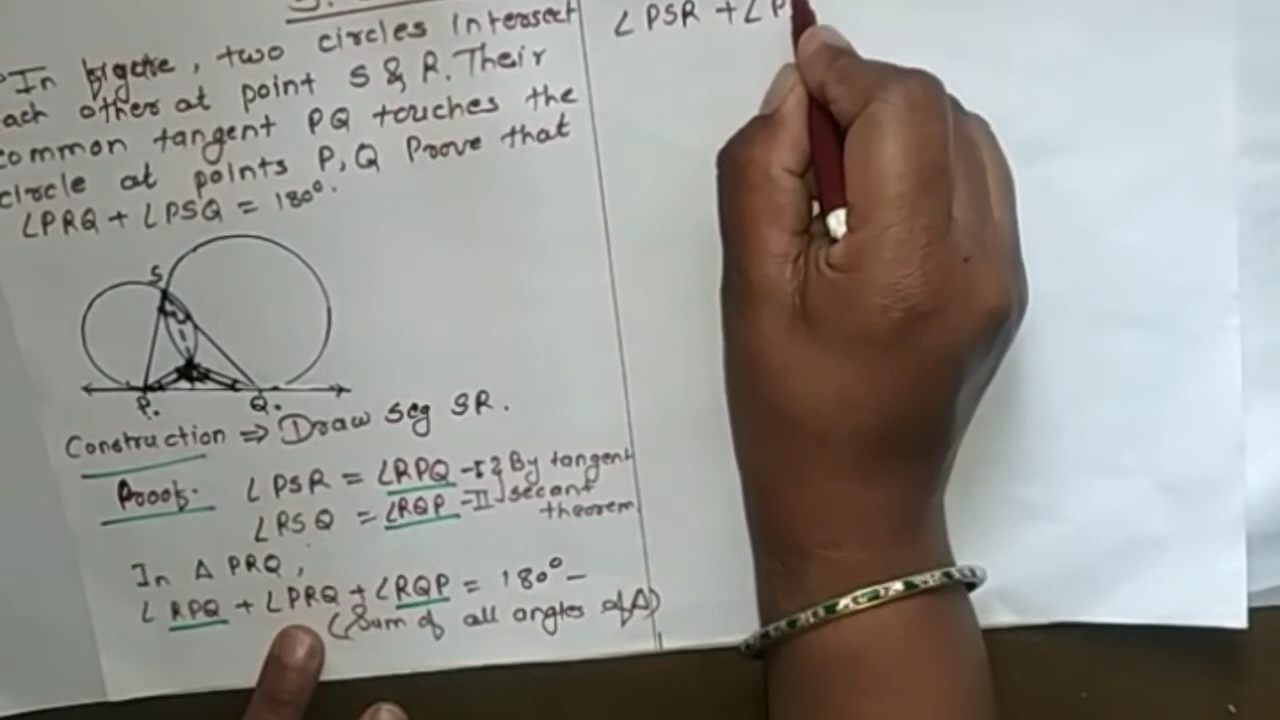 In figure, two circles intersect
each other at point S & R. Their
common tangent PQ touches the
circle at points P, Q Prove that
∠PRQ + ∠PSQ = 180°.
S
P. Q.
Construction ⇒ Draw seg SR.
Proof:- ∠PSR = ∠RPQ - I } By tangent
∠RSQ = ∠RQP - II } secant
theorem
In Δ PRQ,
∠RPQ + ∠PRQ + ∠RQP = 180° -
(Sum of all angles of Δ)
∠PSR + ∠P